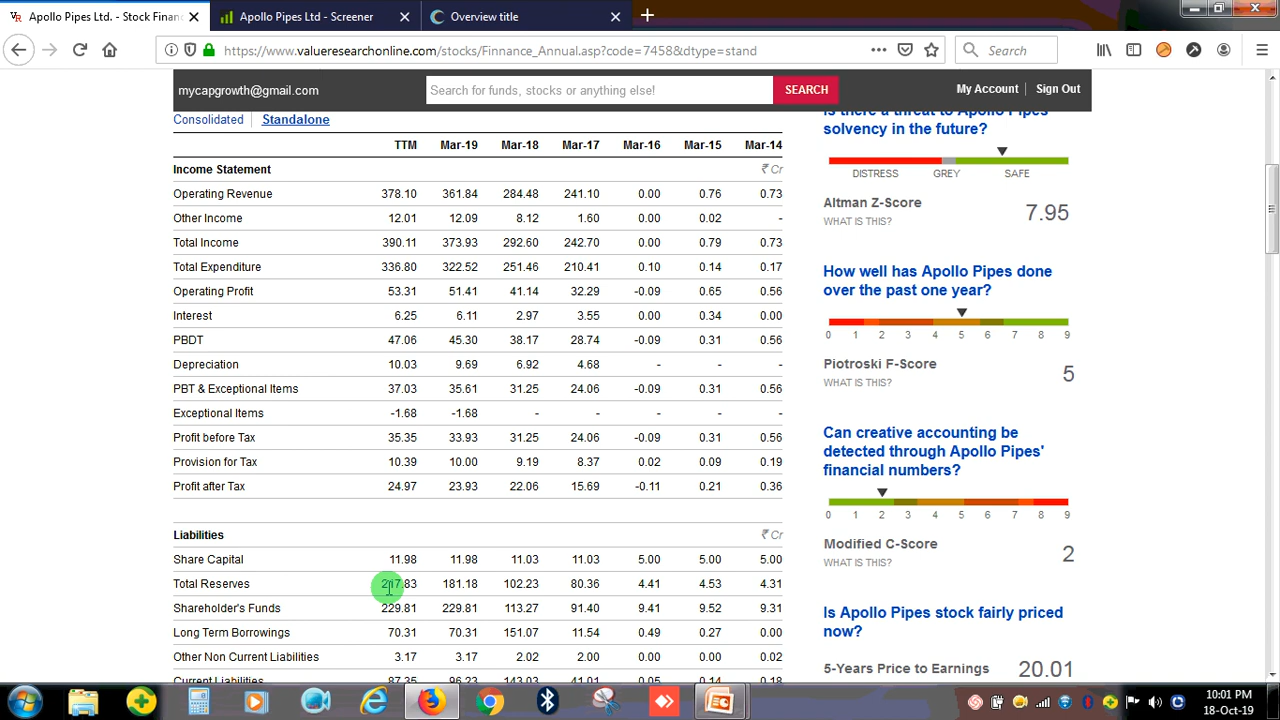 Apollo Pipes Ltd. - Stock Finan
Apollo Pipes Ltd - Screener
Overview title
https://www.valueresearchonline.com/stocks/Finnance_Annual.asp?code=7458&dtype=stand
Search
mycapgrowth@gmail.com
Search for funds, stocks or anything else!
SEARCH
My Account
Sign Out
Consolidated Standalone
TTM Mar-19 Mar-18 Mar-17 Mar-16 Mar-15 Mar-14
Income Statement ₹ Cr
Operating Revenue 378.10 361.84 284.48 241.10 0.00 0.76 0.73
Other Income 12.01 12.09 8.12 1.60 0.00 0.02 -
Total Income 390.11 373.93 292.60 242.70 0.00 0.79 0.73
Total Expenditure 336.80 322.52 251.46 210.41 0.10 0.14 0.17
Operating Profit 53.31 51.41 41.14 32.29 -0.09 0.65 0.56
Interest 6.25 6.11 2.97 3.55 0.00 0.34 0.00
PBDT 47.06 45.30 38.17 28.74 -0.09 0.31 0.56
Depreciation 10.03 9.69 6.92 4.68 - - -
PBT & Exceptional Items 37.03 35.61 31.25 24.06 -0.09 0.31 0.56
Exceptional Items -1.68 -1.68 - - - - -
Profit before Tax 35.35 33.93 31.25 24.06 -0.09 0.31 0.56
Provision for Tax 10.39 10.00 9.19 8.37 0.02 0.09 0.19
Profit after Tax 24.97 23.93 22.06 15.69 -0.11 0.21 0.36
Liabilities ₹ Cr
Share Capital 11.98 11.98 11.03 11.03 5.00 5.00 5.00
Total Reserves 217.83 181.18 102.23 80.36 4.41 4.53 4.31
Shareholder's Funds 229.81 229.81 113.27 91.40 9.41 9.52 9.31
Long Term Borrowings 70.31 70.31 151.07 11.54 0.49 0.27 0.00
Other Non Current Liabilities 3.17 3.17 2.02 2.00 0.00 0.00 0.02
Current Liabilities 87.35 96.23 143.03 41.01 0.05 0.14 0.18
Is there a threat to Apollo Pipes
solvency in the future?
DISTRESS GREY SAFE
Altman Z-Score 7.95
WHAT IS THIS?
How well has Apollo Pipes done
over the past one year?
0 1 2 3 4 5 6 7 8 9
Piotroski F-Score 5
WHAT IS THIS?
Can creative accounting be
detected through Apollo Pipes'
financial numbers?
0 1 2 3 4 5 6 7 8 9
Modified C-Score 2
WHAT IS THIS?
Is Apollo Pipes stock fairly priced
now?
5-Years Price to Earnings 20.01
10:01 PM
18-Oct-19